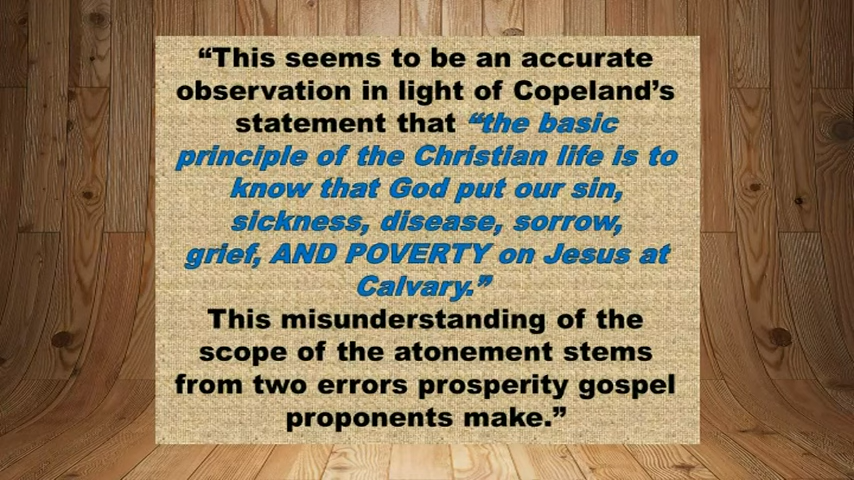 “This seems to be an accurate
observation in light of Copeland’s
statement that “the basic
principle of the Christian life is to
know that God put our sin,
sickness, disease, sorrow,
grief, AND POVERTY on Jesus at
Calvary.”
This misunderstanding of the
scope of the atonement stems
from two errors prosperity gospel
proponents make.”